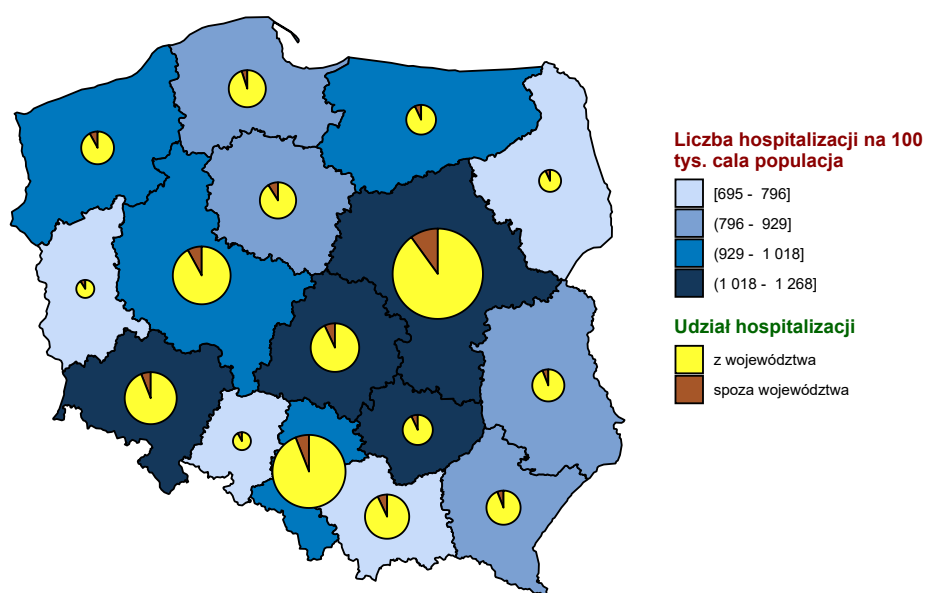 Liczba hospitalizacji na 100
tys. cala populacja
[695 - 796]
(796 - 929]
(929 - 1 018]
(1 018 - 1 268]
Udział hospitalizacji
z województwa
spoza województwa